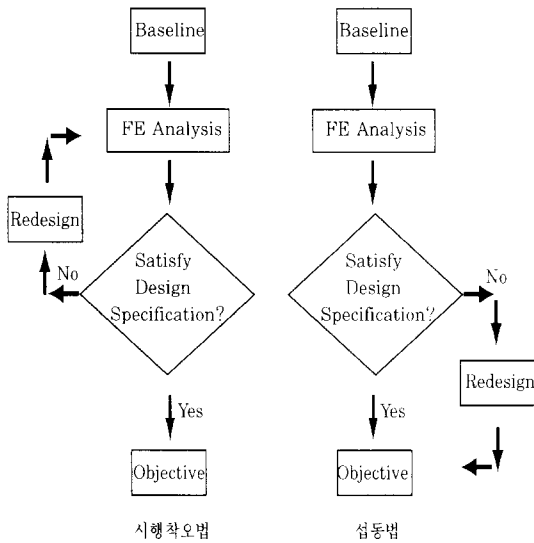 Baseline
FE Analysis
Redesign
No
Satisfy
Design
Specification?
Yes
Objective
시행착오법
Baseline
FE Analysis
Satisfy
Design
Specification?
No
Redesign
Yes
Objective
섭동법